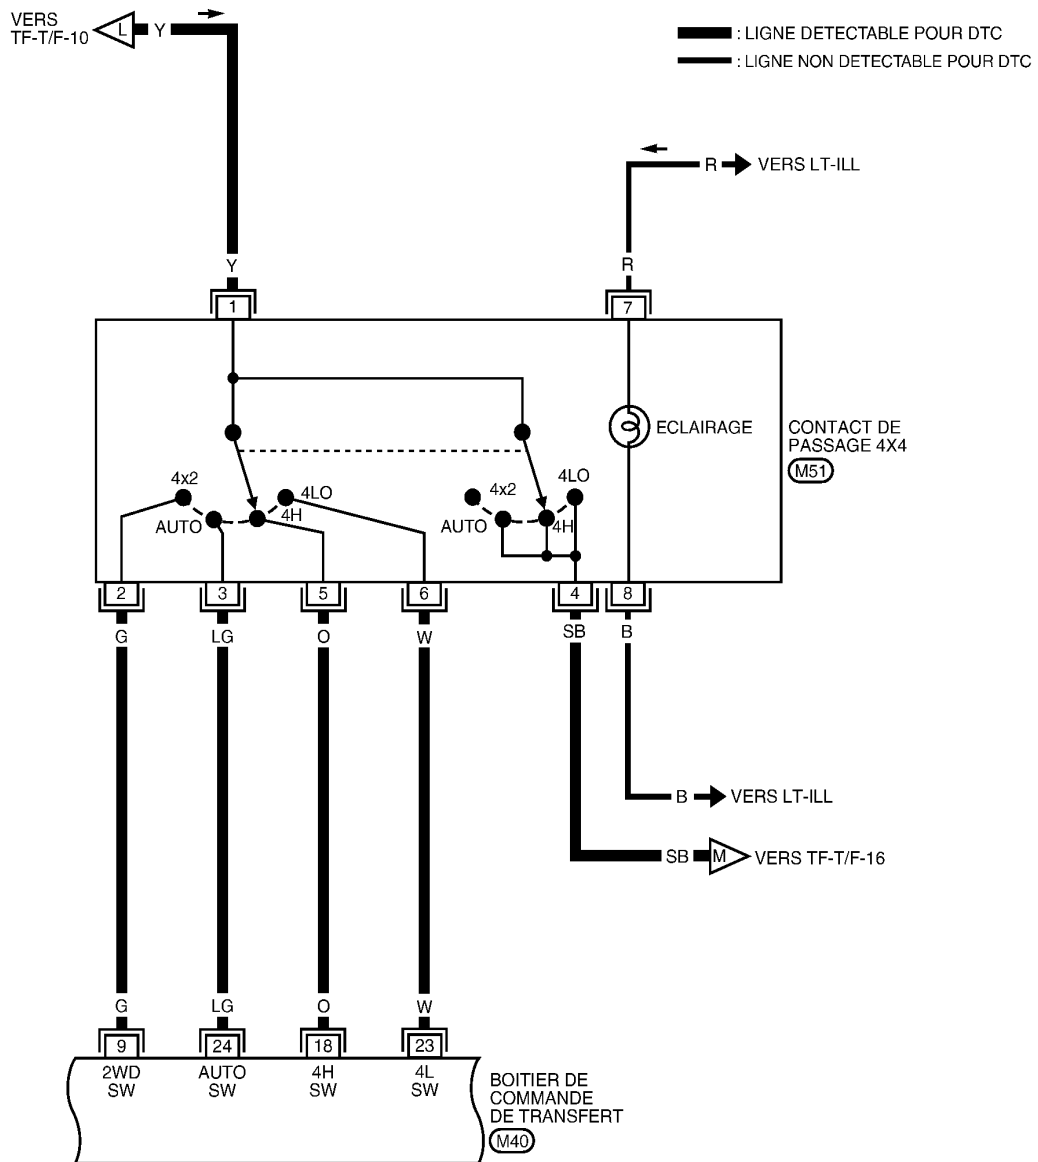 VERS
TF-T/F-10
L
Y
: LIGNE DETECTABLE POUR DTC
: LIGNE NON DETECTABLE POUR DTC
R
VERS LT-ILL
Y
R
1
7
ECLAIRAGE
CONTACT DE
PASSAGE 4X4
M51
4x2
AUTO
4H
4LO
4x2
AUTO
4H
4LO
2
3
5
6
4
8
G
LG
O
W
SB
B
B
VERS LT-ILL
SB
M
VERS TF-T/F-16
G
LG
O
W
9
24
18
23
2WD
SW
AUTO
SW
4H
SW
4L
SW
BOITIER DE
COMMANDE
DE TRANSFERT
M40